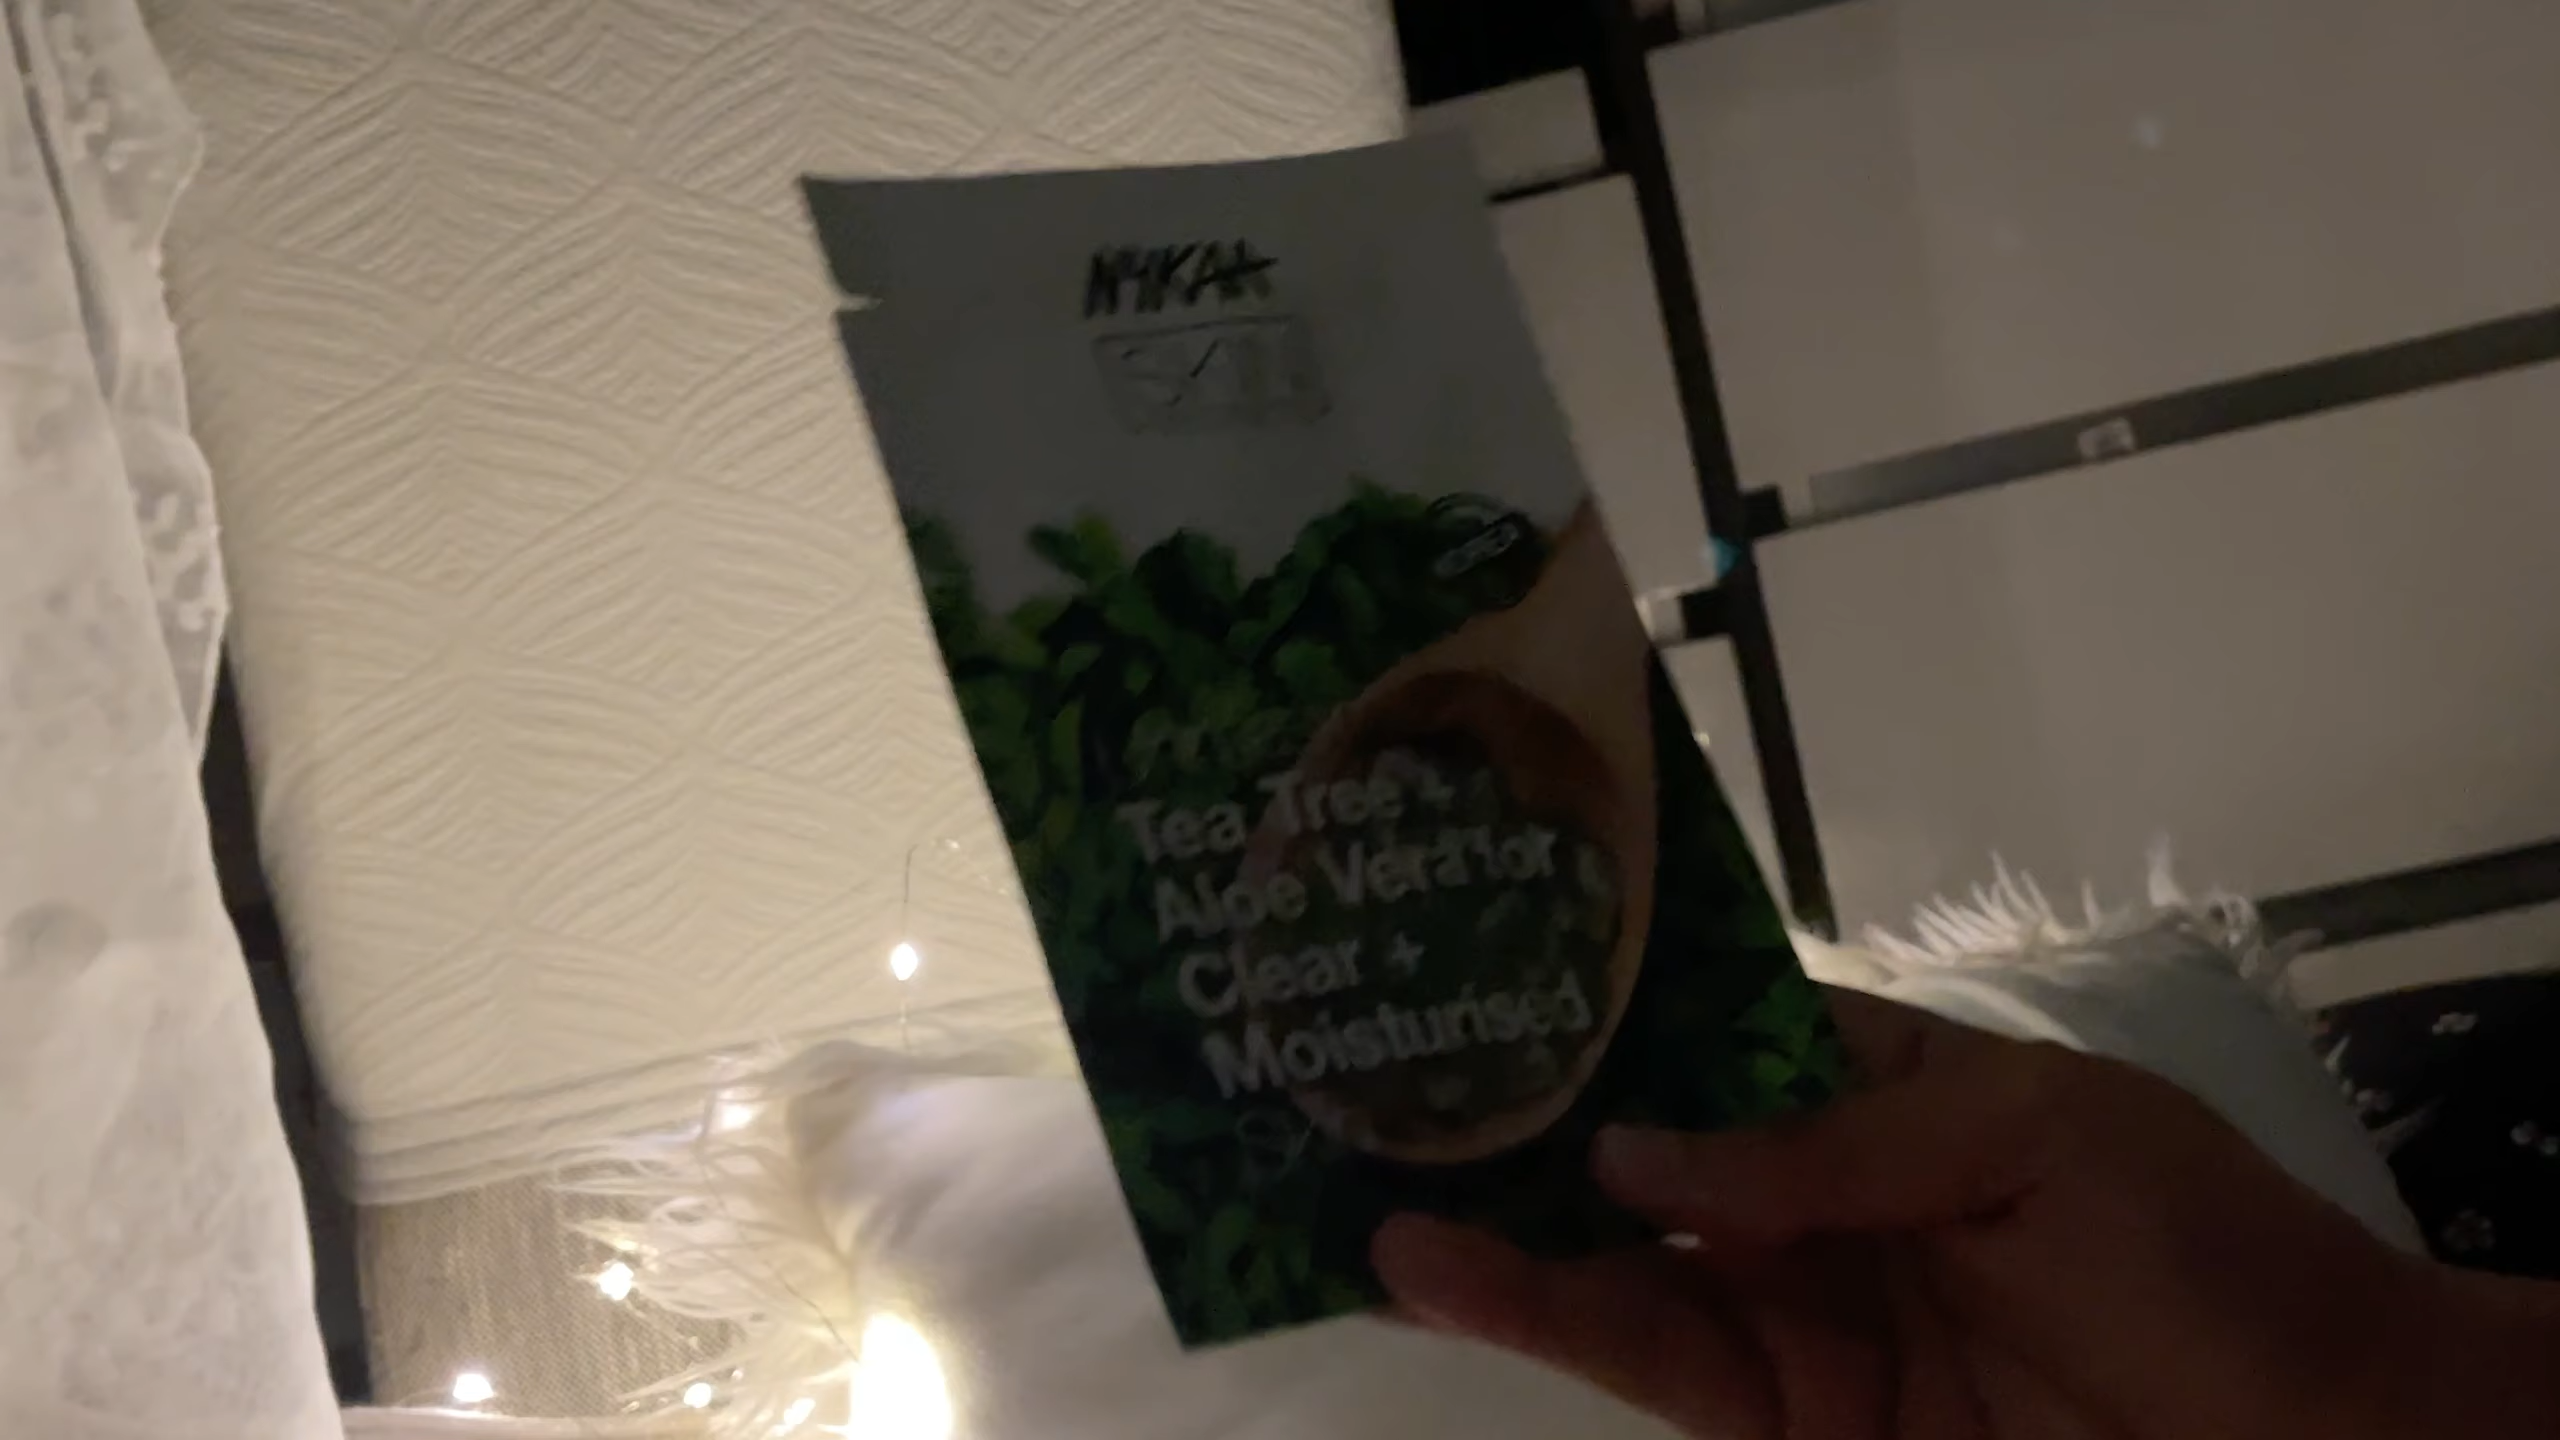 NYKAA
Tea Tree +
Aloe Vera for
Clear +
Moisturised